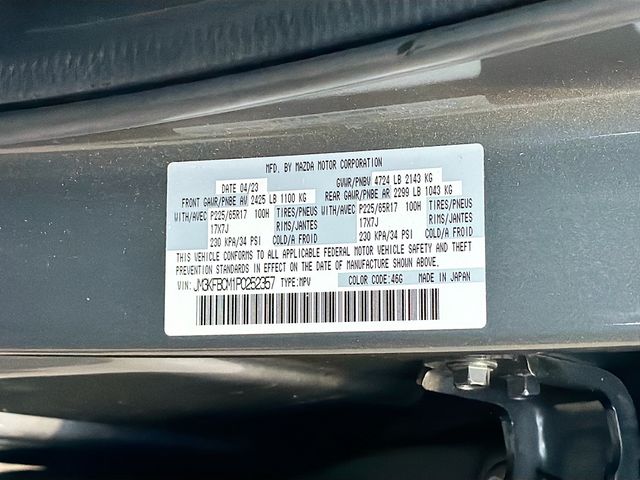 MFD. BY MAZDA MOTOR CORPORATION
DATE 04/23 GVWR/PNBV 4724 LB 2143 KG
FRONT GAWR/PNBE AV 2425 LB 1100 KG REAR GAWR/PNBE AR 2299 LB 1043 KG
WITH/AVEC P225/65R17 100H TIRES/PNEUS WITH/AVEC P225/65R17 100H TIRES/PNEUS
17X7J RIMS/JANTES 17X7J RIMS/JANTES
230 KPA/34 PSI COLD/A FROID 230 KPA/34 PSI COLD/A FROID
THIS VEHICLE CONFORMS TO ALL APPLICABLE FEDERAL MOTOR VEHICLE SAFETY AND THEFT
PREVENTION STANDARDS IN EFFECT ON THE DATE OF MANUFACTURE SHOWN ABOVE.
VIN: JM3KFBCM1P0252357 TYPE:MPV COLOR CODE:46G MADE IN JAPAN